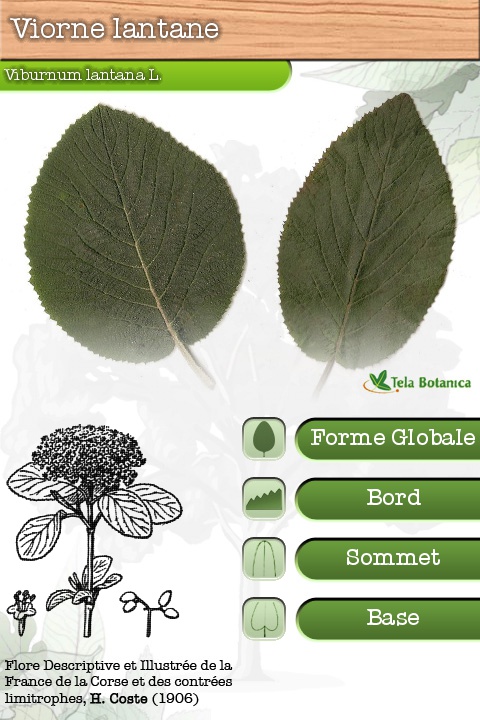 Viorne lantane
Viburnum lantana L.
Tela Botanica
Forme Globale
Bord
Sommet
Base
Flore Descriptive et Illustrée de la
France de la Corse et des contrées
limitrophes, H. Coste (1906)